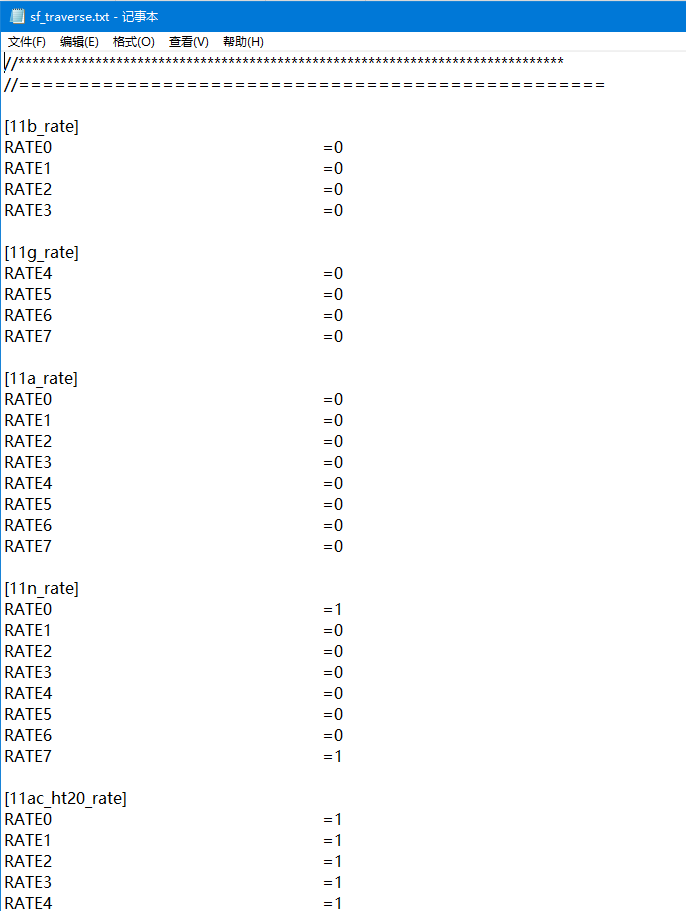 sf_traverse.txt - 记事本
文件(F) 编辑(E) 格式(O) 查看(V) 帮助(H)
//******************************************************************************
//=================================================
[11b_rate]
RATE0 =0
RATE1 =0
RATE2 =0
RATE3 =0
[11g_rate]
RATE4 =0
RATE5 =0
RATE6 =0
RATE7 =0
[11a_rate]
RATE0 =0
RATE1 =0
RATE2 =0
RATE3 =0
RATE4 =0
RATE5 =0
RATE6 =0
RATE7 =0
[11n_rate]
RATE0 =1
RATE1 =0
RATE2 =0
RATE3 =0
RATE4 =0
RATE5 =0
RATE6 =0
RATE7 =1
[11ac_ht20_rate]
RATE0 =1
RATE1 =1
RATE2 =1
RATE3 =1
RATE4 =1